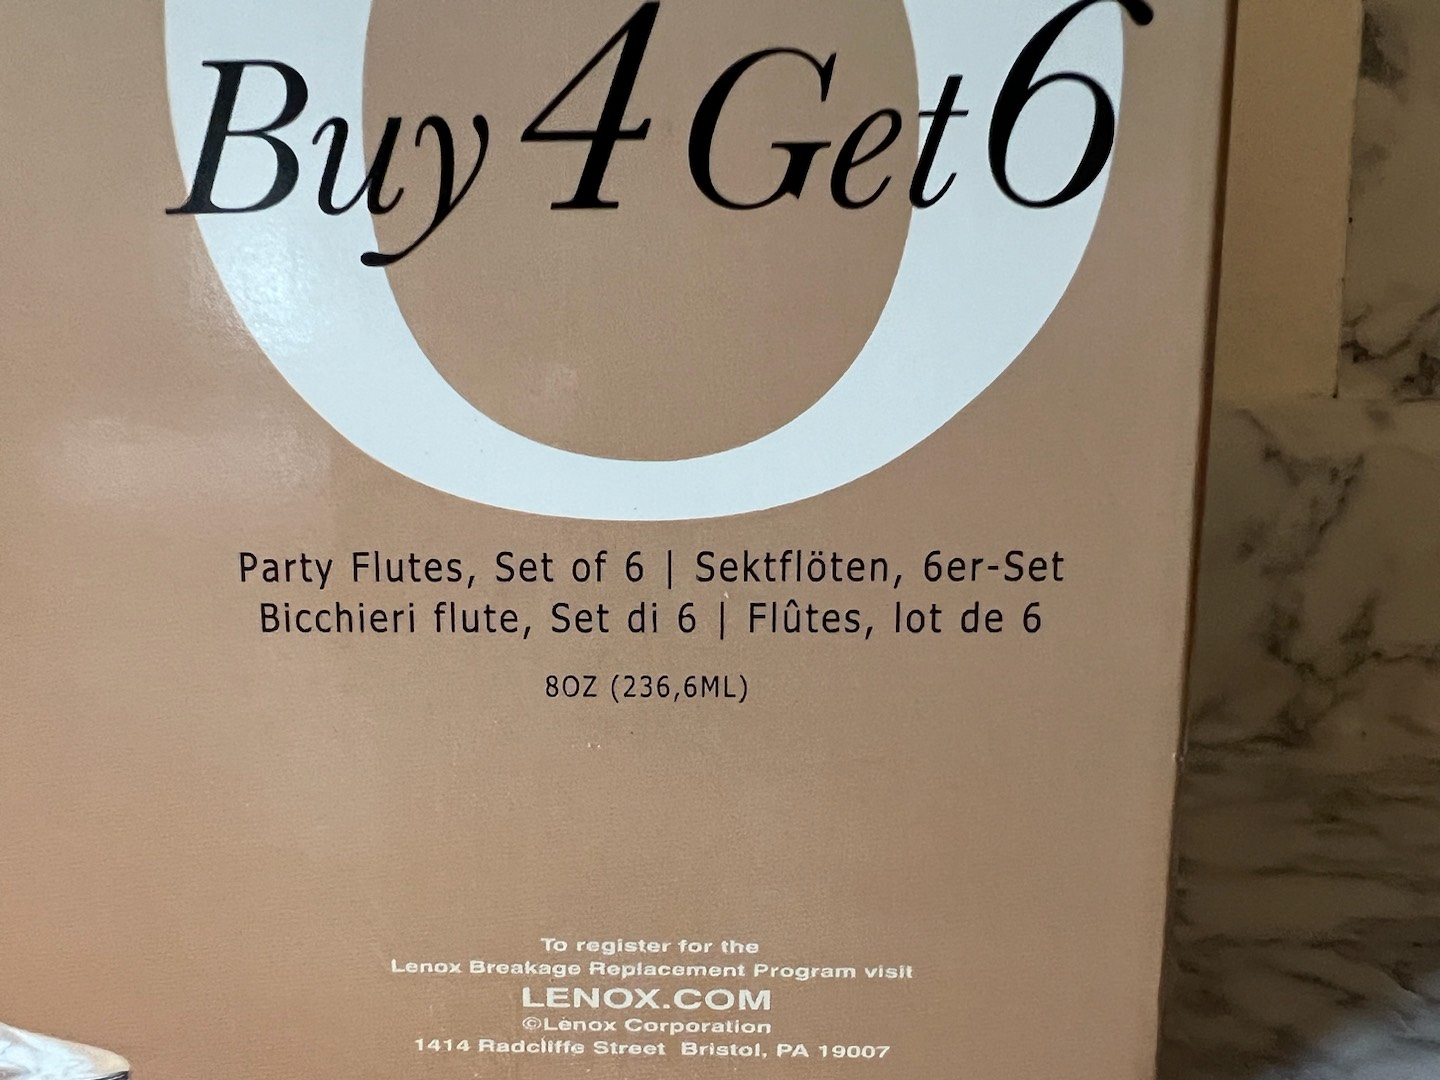 Buy 4 Get 6
Party Flutes, Set of 6 | Sektflöten, 6er-Set
Bicchieri flute, Set di 6 | Flûtes, lot de 6
8OZ (236,6ML)
To register for the
Lenox Breakage Replacement Program visit
LENOX.COM
©Lenox Corporation
1414 Radcliffe Street Bristol, PA 19007